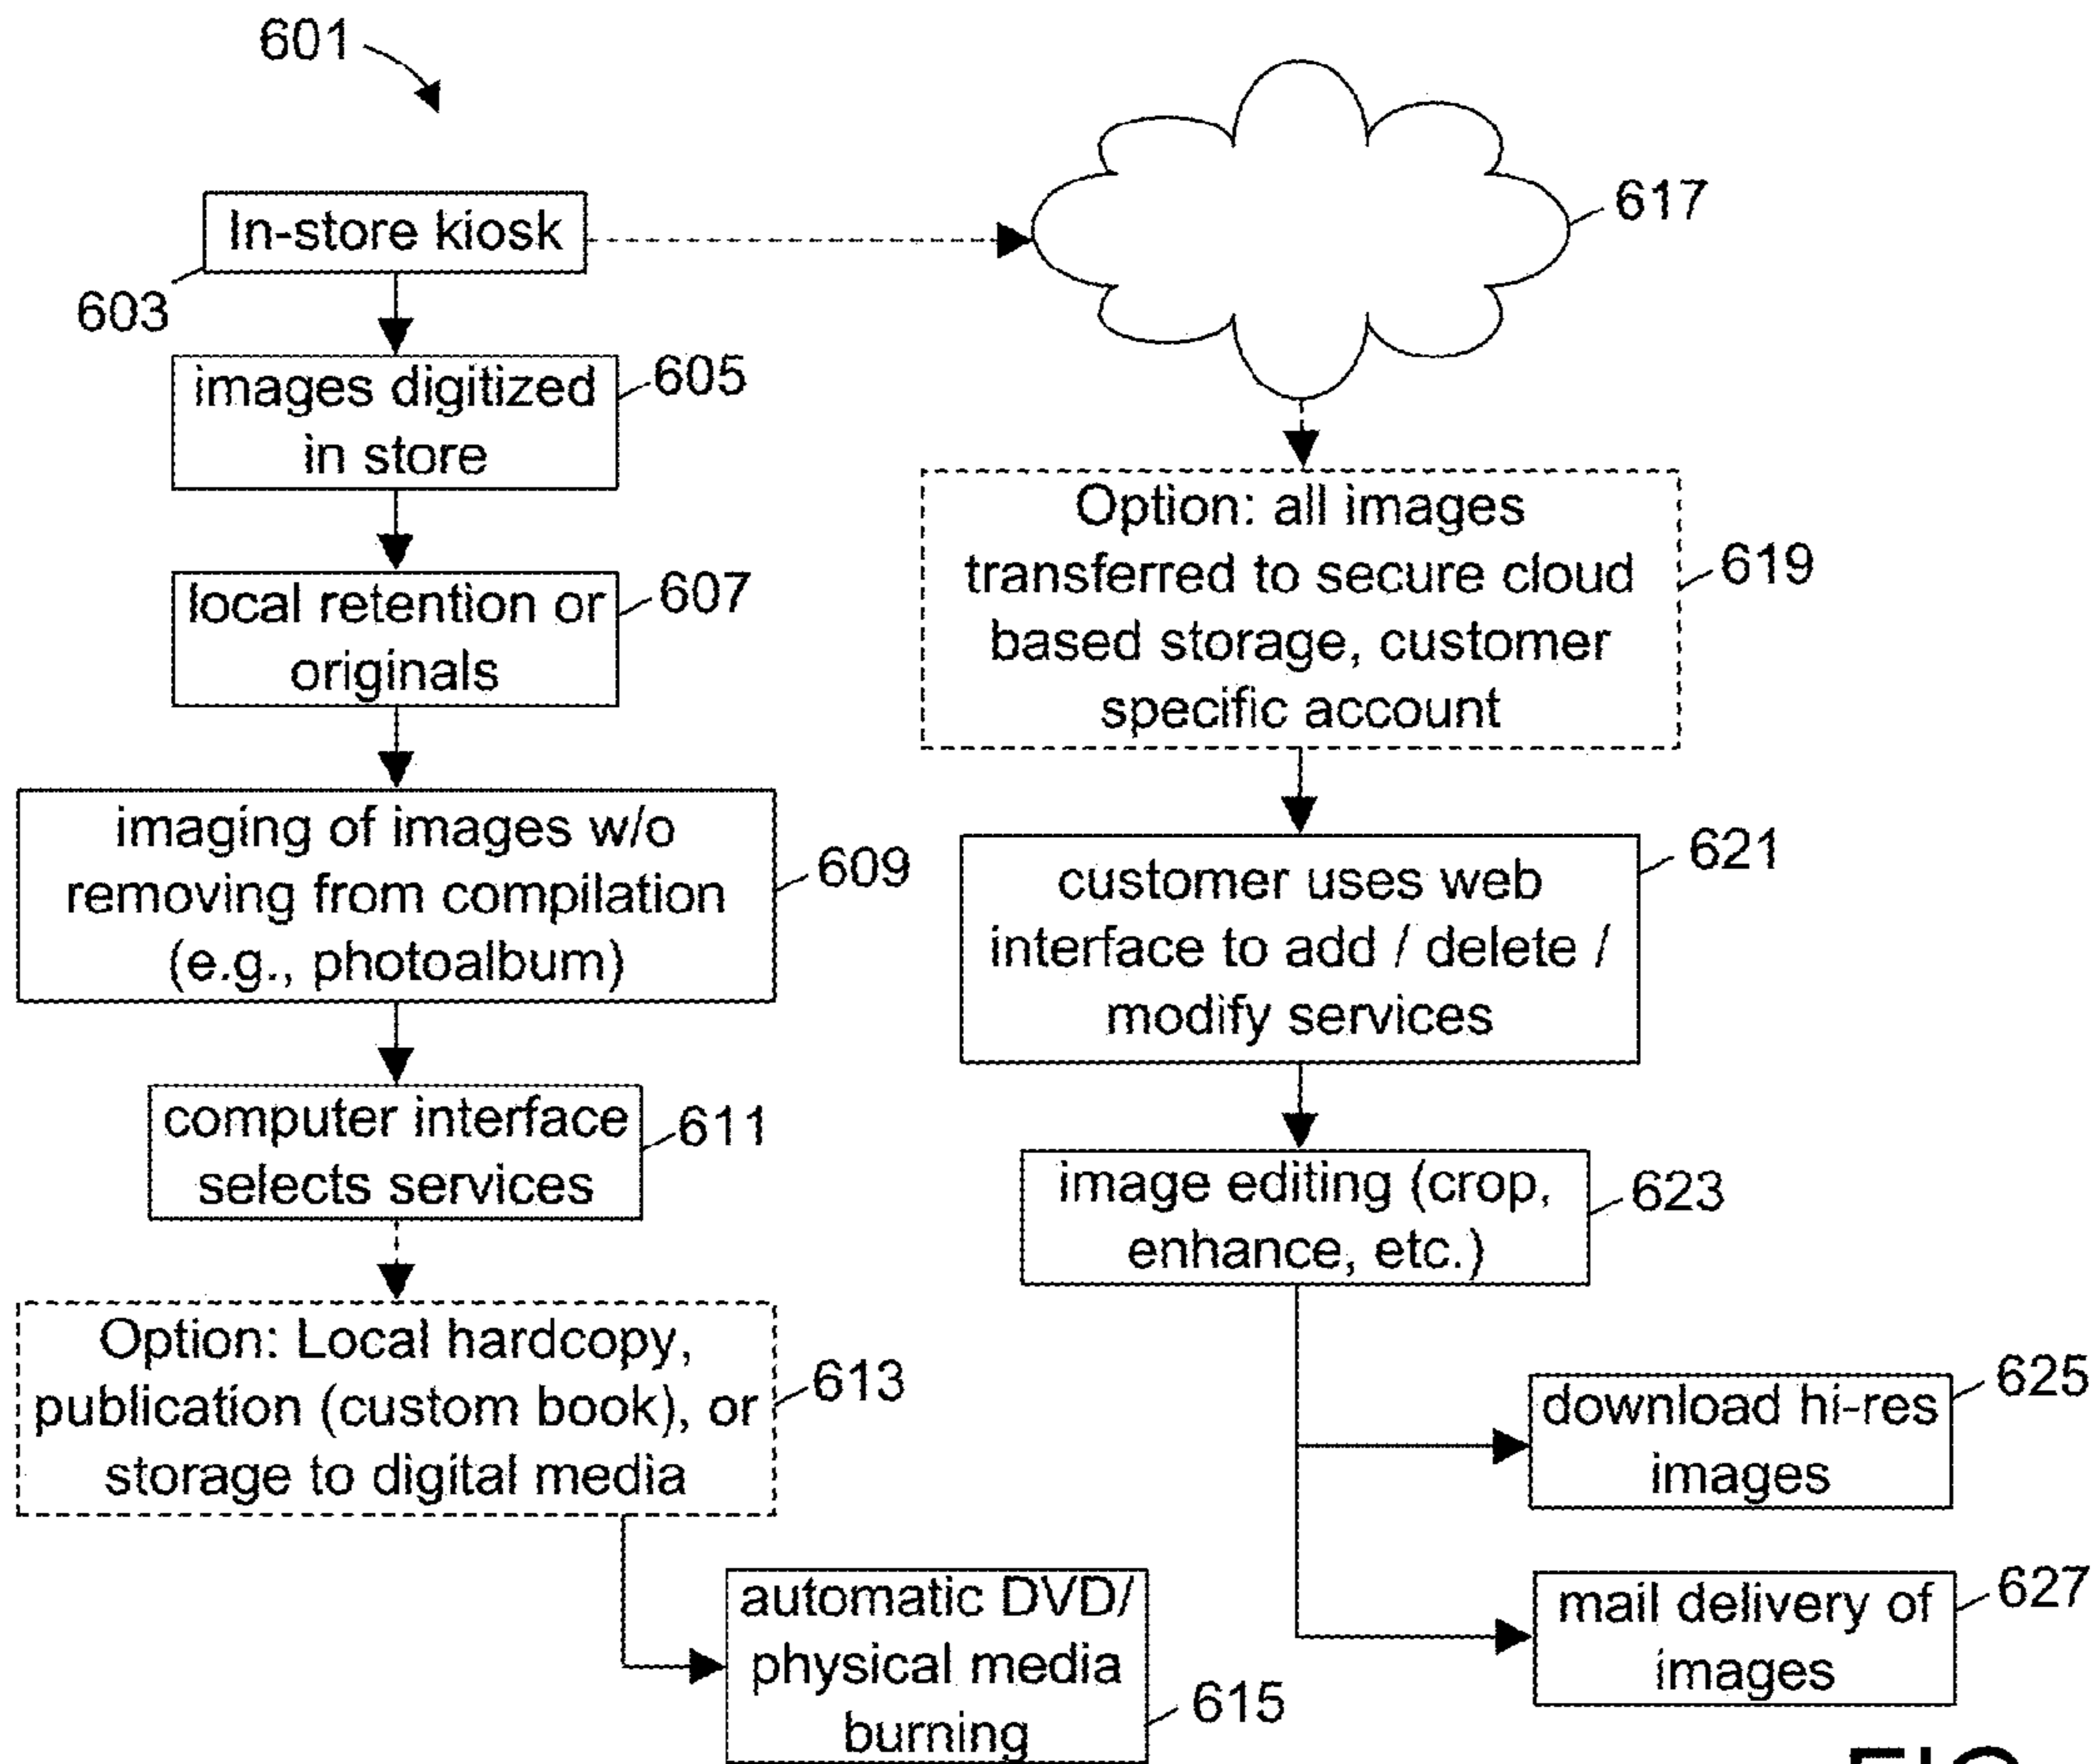 601
In-store kiosk
603
images digitized
in store
605
local retention or
originals
607
imaging of images w/o
removing from compilation
(e.g., photoalbum)
609
computer interface
selects services
611
Option: Local hardcopy,
publication (custom book), or
storage to digital media
613
automatic DVD/
physical media
burning
615
617
Option: all images
transferred to secure cloud
based storage, customer
specific account
619
customer uses web
interface to add / delete /
modify services
621
image editing (crop,
enhance, etc.)
623
download hi-res
images
625
mail delivery of
images
627